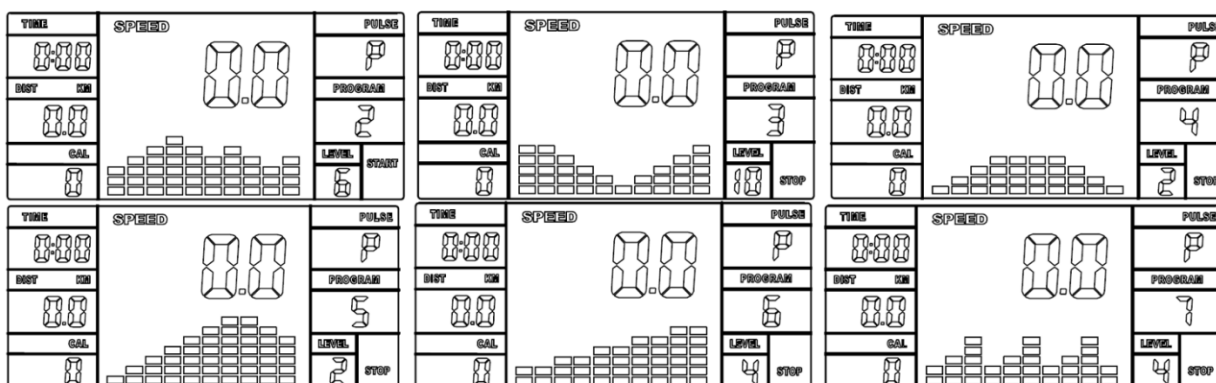 TIME SPEED PULSE
0:00 0.0 P
DIST KM PROGRAM
0.0 2
CAL LEVEL START
0 6
TIME SPEED PULSE
0:00 0.0 P
DIST KM PROGRAM
0.0 3
CAL LEVEL
0 10 STOP
TIME SPEED PULSE
0:00 0.0 P
DIST KM PROGRAM
0.0 4
CAL LEVEL
0 2 STOP
TIME SPEED PULSE
0:00 0.0 P
DIST KM PROGRAM
0.0 5
CAL LEVEL
0 2 STOP
TIME SPEED PULSE
0:00 0.0 P
DIST KM PROGRAM
0.0 6
CAL LEVEL
0 4 STOP
TIME SPEED PULSE
0:00 0.0 P
DIST KM PROGRAM
0.0 7
CAL LEVEL
0 4 STOP